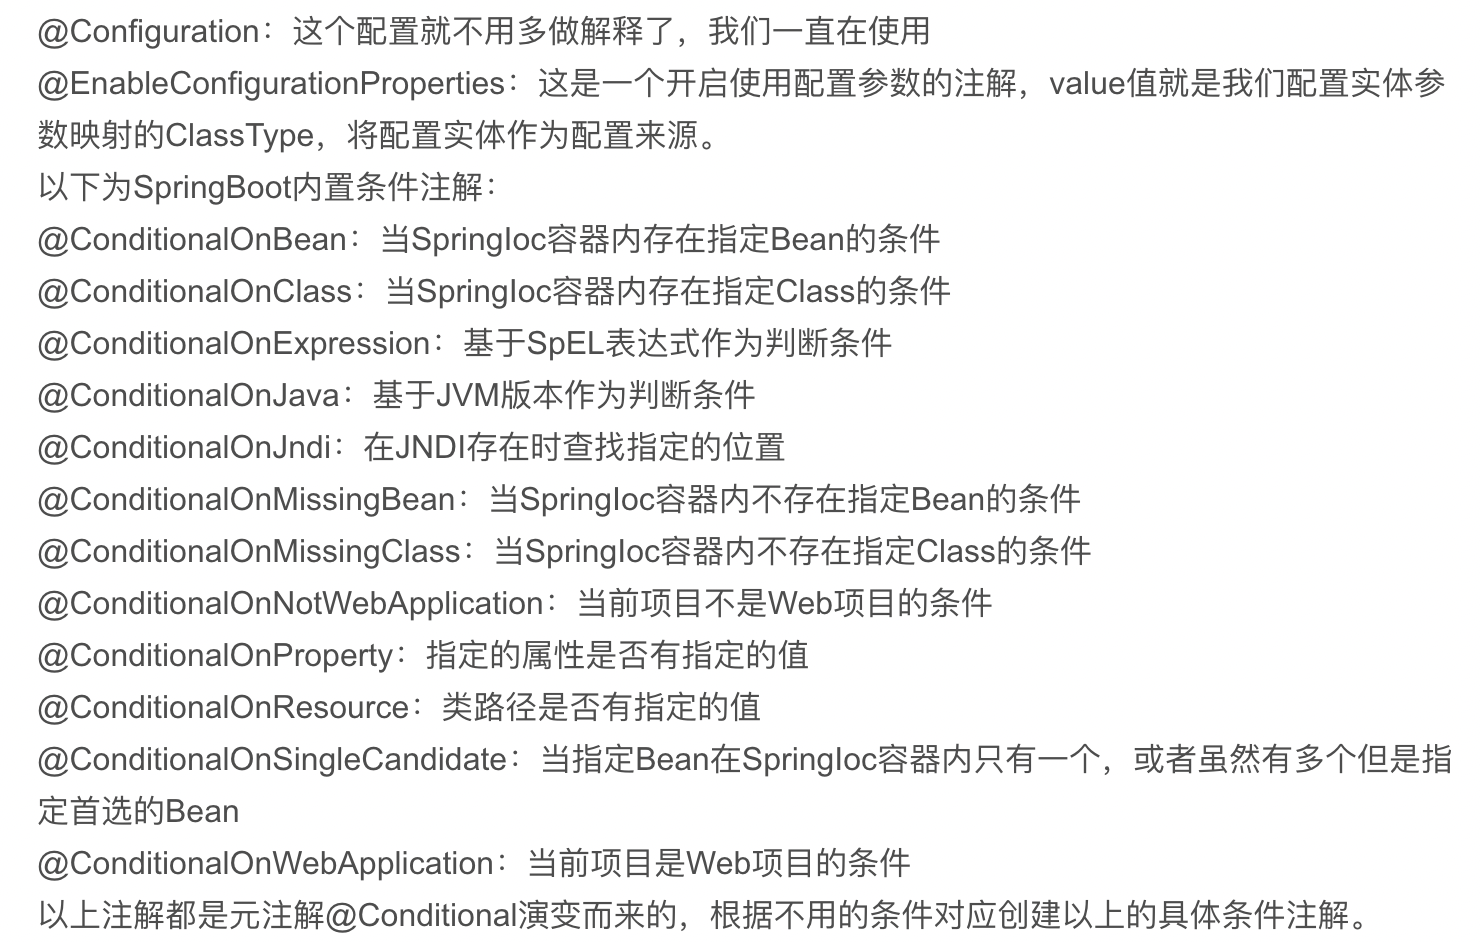 @Configuration：这个配置就不用多做解释了，我们一直在使用
@EnableConfigurationProperties：这是一个开启使用配置参数的注解，value值就是我们配置实体参
数映射的ClassType，将配置实体作为配置来源。
以下为SpringBoot内置条件注解：
@ConditionalOnBean：当SpringIoc容器内存在指定Bean的条件
@ConditionalOnClass：当SpringIoc容器内存在指定Class的条件
@ConditionalOnExpression：基于SpEL表达式作为判断条件
@ConditionalOnJava：基于JVM版本作为判断条件
@ConditionalOnJndi：在JNDI存在时查找指定的位置
@ConditionalOnMissingBean：当SpringIoc容器内不存在指定Bean的条件
@ConditionalOnMissingClass：当SpringIoc容器内不存在指定Class的条件
@ConditionalOnNotWebApplication：当前项目不是Web项目的条件
@ConditionalOnProperty：指定的属性是否有指定的值
@ConditionalOnResource：类路径是否有指定的值
@ConditionalOnSingleCandidate：当指定Bean在SpringIoc容器内只有一个，或者虽然有多个但是指
定首选的Bean
@ConditionalOnWebApplication：当前项目是Web项目的条件
以上注解都是元注解@Conditional演变而来的，根据不用的条件对应创建以上的具体条件注解。